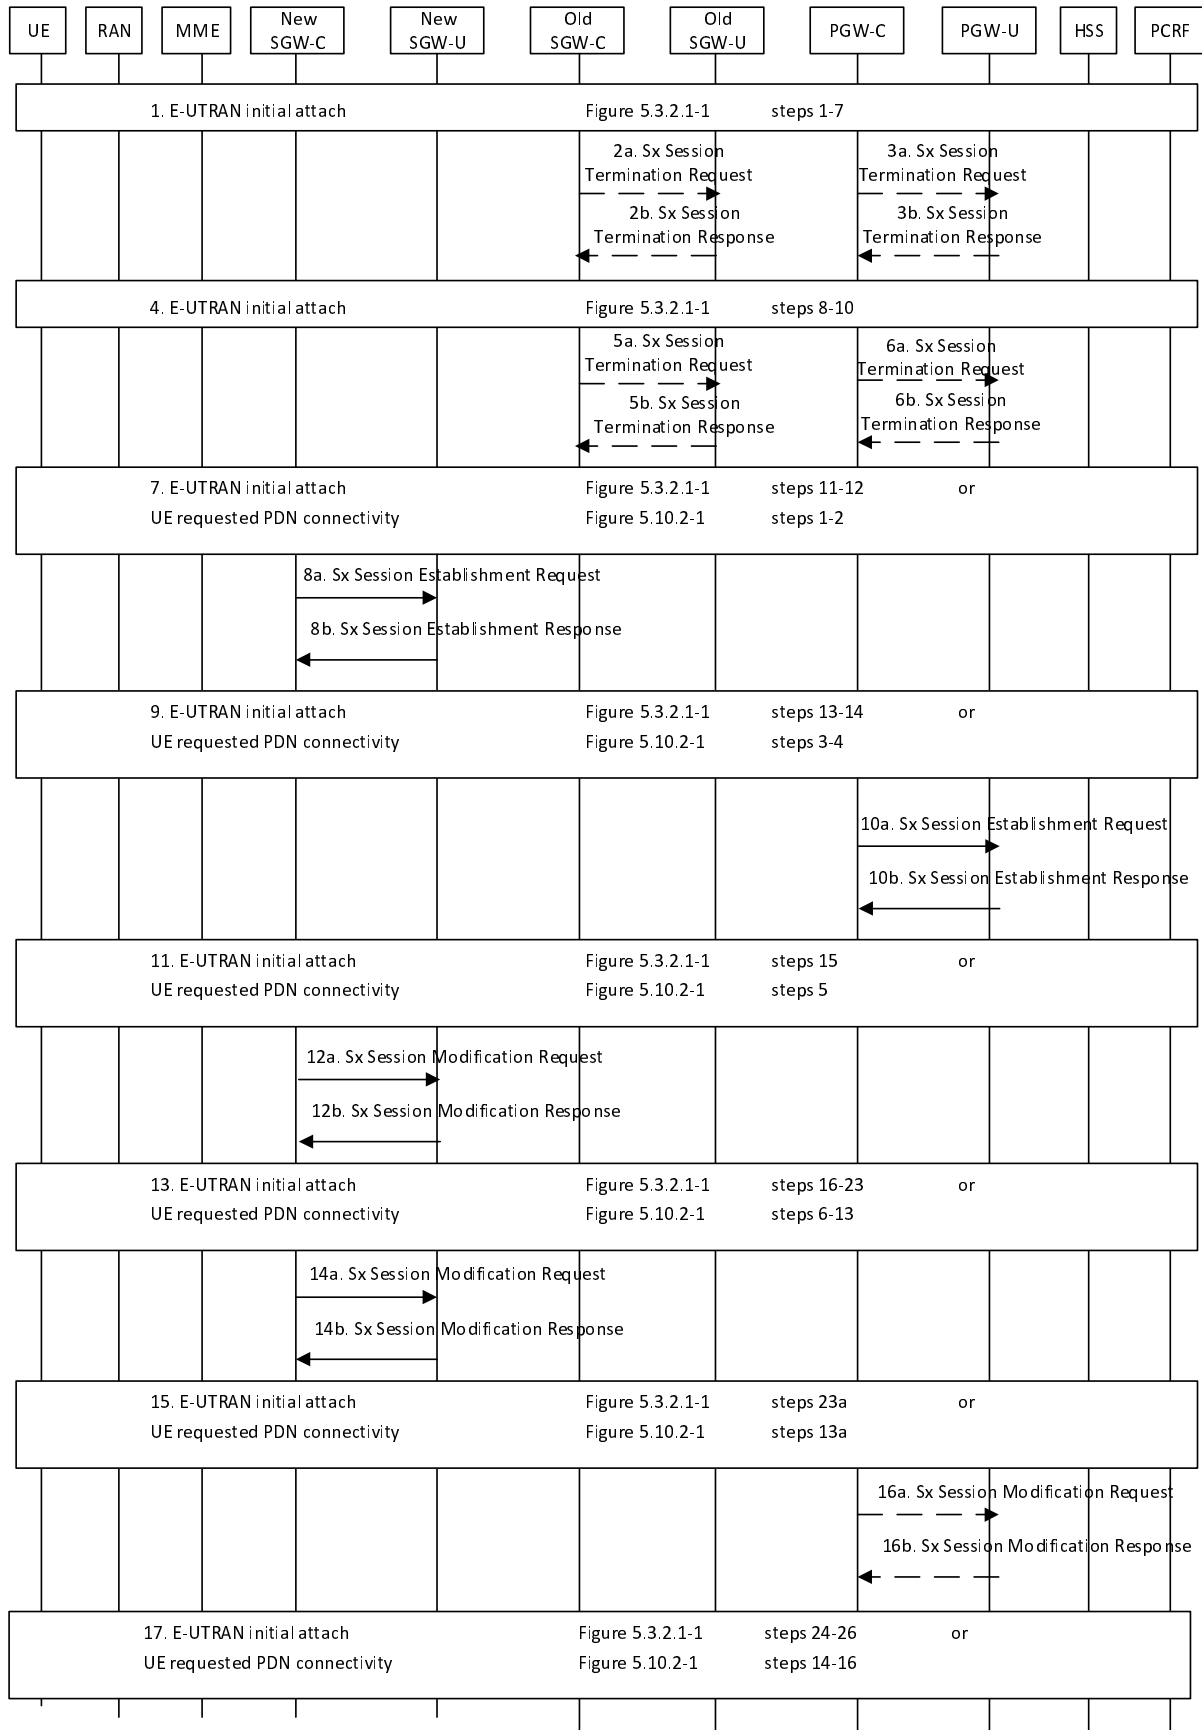 UE
RAN
MME
New
SGW-C
New
SGW-U
Old
SGW-C
Old
SGW-U
PGW-C
PGW-U
HSS
PCRF
1. E-UTRAN initial attach Figure 5.3.2.1-1 steps 1-7
2a. Sx Session
Termination Request
3a. Sx Session
Termination Request
2b. Sx Session
Termination Response
3b. Sx Session
Termination Response
4. E-UTRAN initial attach Figure 5.3.2.1-1 steps 8-10
5a. Sx Session
Termination Request
6a. Sx Session
Termination Request
5b. Sx Session
Termination Response
6b. Sx Session
Termination Response
7. E-UTRAN initial attach Figure 5.3.2.1-1 steps 11-12 or
UE requested PDN connectivity Figure 5.10.2-1 steps 1-2
8a. Sx Session Establishment Request
8b. Sx Session Establishment Response
9. E-UTRAN initial attach Figure 5.3.2.1-1 steps 13-14 or
UE requested PDN connectivity Figure 5.10.2-1 steps 3-4
10a. Sx Session Establishment Request
10b. Sx Session Establishment Response
11. E-UTRAN initial attach Figure 5.3.2.1-1 steps 15 or
UE requested PDN connectivity Figure 5.10.2-1 steps 5
12a. Sx Session Modification Request
12b. Sx Session Modification Response
13. E-UTRAN initial attach Figure 5.3.2.1-1 steps 16-23 or
UE requested PDN connectivity Figure 5.10.2-1 steps 6-13
14a. Sx Session Modification Request
14b. Sx Session Modification Response
15. E-UTRAN initial attach Figure 5.3.2.1-1 steps 23a or
UE requested PDN connectivity Figure 5.10.2-1 steps 13a
16a. Sx Session Modification Request
16b. Sx Session Modification Response
17. E-UTRAN initial attach Figure 5.3.2.1-1 steps 24-26 or
UE requested PDN connectivity Figure 5.10.2-1 steps 14-16